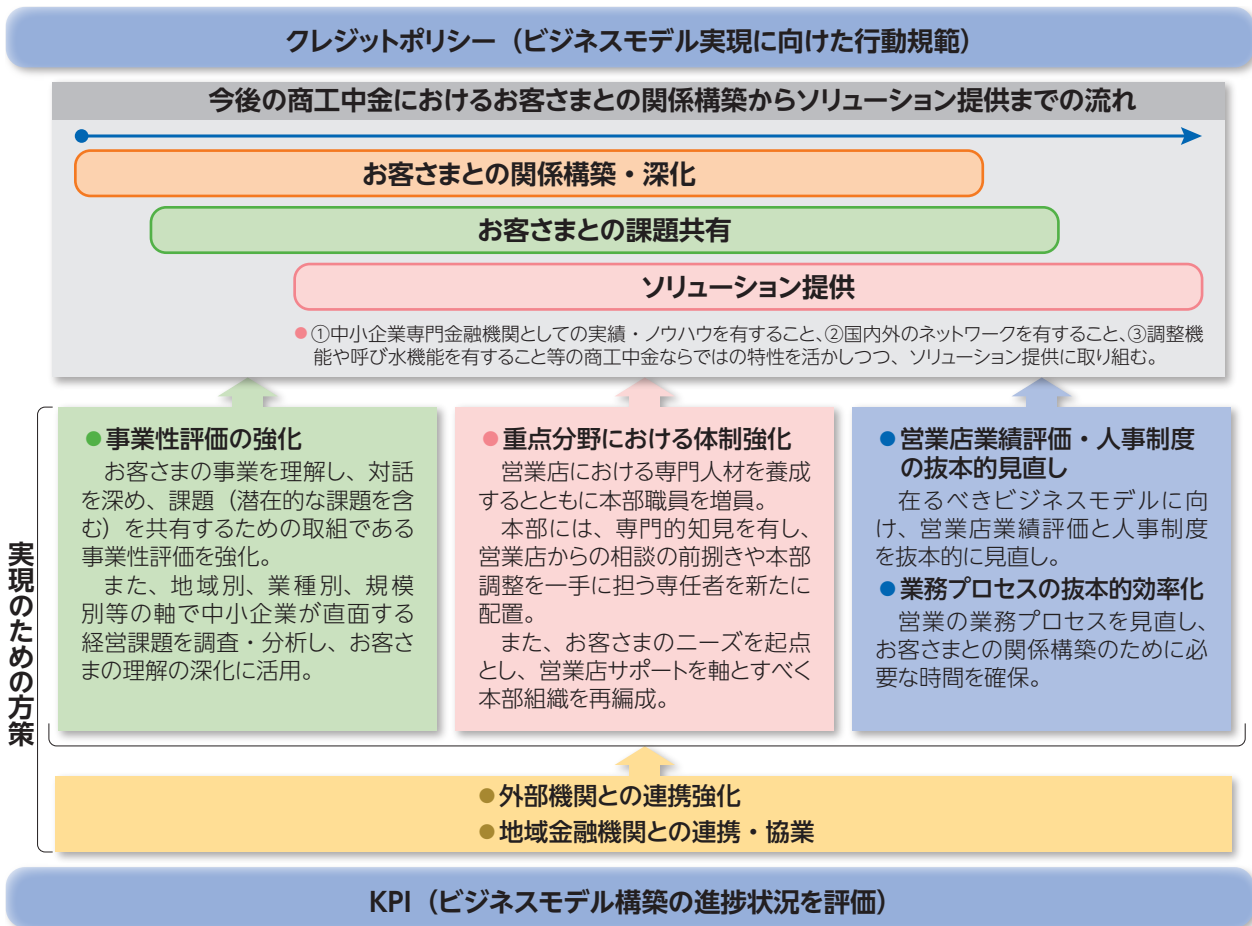 クレジットポリシー（ビジネスモデル実現に向けた行動規範）
今後の商工中金におけるお客さまとの関係構築からソリューション提供までの流れ
お客さまとの関係構築・深化
お客さまとの課題共有
ソリューション提供
●①中小企業専門金融機関としての実績・ノウハウを有すること、②国内外のネットワークを有すること、③調整機
能や呼び水機能を有すること等の商工中金ならではの特性を活かしつつ、ソリューション提供に取り組む。
実現のための方策
●事業性評価の強化
お客さまの事業を理解し、対話
を深め、課題（潜在的な課題を含
む）を共有するための取組である
事業性評価を強化。
また、地域別、業種別、規模
別等の軸で中小企業が直面する
経営課題を調査・分析し、お客さ
まの理解の深化に活用。
●重点分野における体制強化
営業店における専門人材を養成
するとともに本部職員を増員。
本部には、専門的知見を有し、
営業店からの相談の前捌きや本部
調整を一手に担う専任者を新たに
配置。
また、お客さまのニーズを起点
とし、営業店サポートを軸とすべく
本部組織を再編成。
●営業店業績評価・人事制度
の抜本的見直し
在るべきビジネスモデルに向
け、営業店業績評価と人事制度
を抜本的に見直し。
●業務プロセスの抜本的効率化
営業の業務プロセスを見直し、
お客さまとの関係構築のために必
要な時間を確保。
●外部機関との連携強化
●地域金融機関との連携・協業
KPI（ビジネスモデル構築の進捗状況を評価）